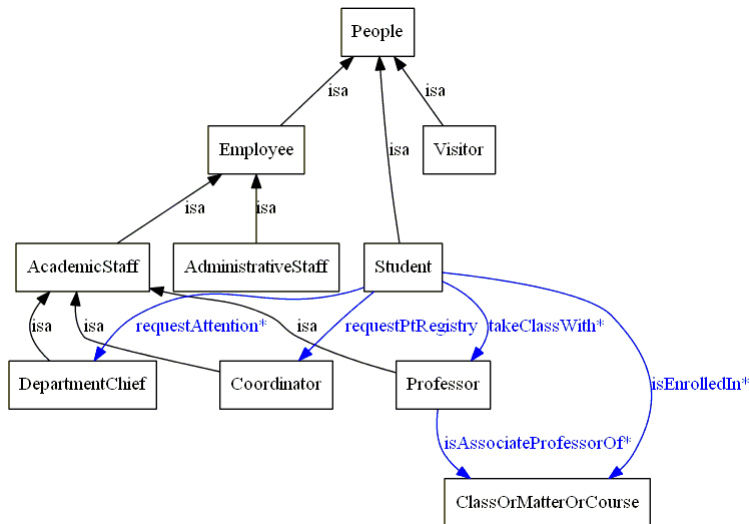 People
isa
isa
Employee
isa
Visitor
isa
isa
AcademicStaff
AdministrativeStaff
Student
isa
isa
requestAttention*
isa
requestPtRegistry
takeClassWith*
DepartmentChief
Coordinator
Professor
isEnrolledIn*
isAssociateProfessorOf*
ClassOrMatterOrCourse